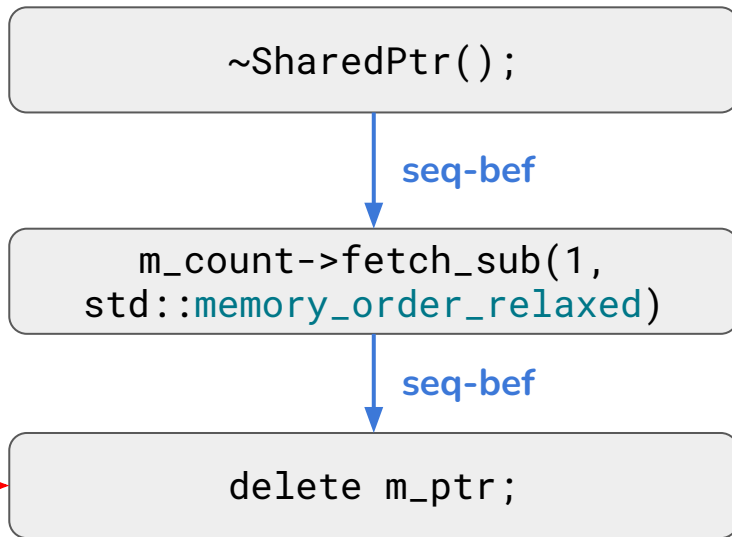 ~SharedPtr();
seq-bef
m_count->fetch_sub(1,
std::memory_order_relaxed)
seq-bef
delete m_ptr;